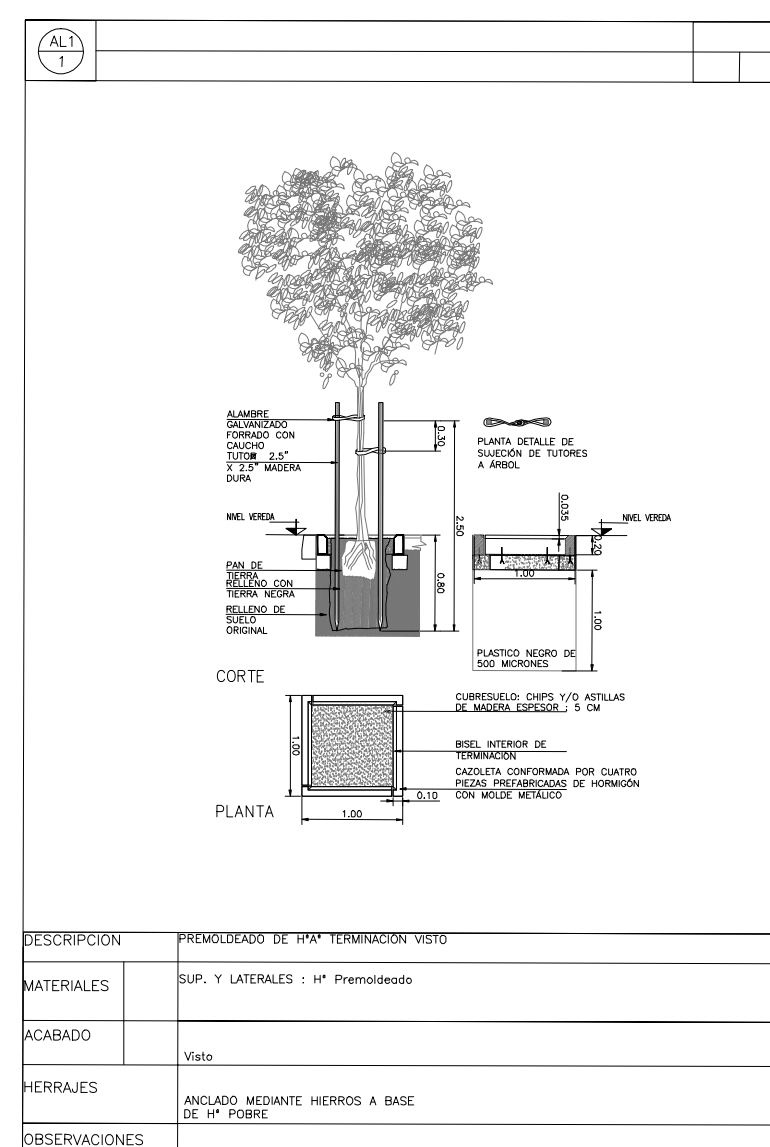 AL1
1
ALAMBRE
GALVANIZADO
FORRADO CON
CAUCHO
TUTOR 2.5"
X 2.5" MADERA
DURA
0.30
PLANTA DETALLE DE
SUJECIÓN DE TUTORES
A ÁRBOL
2.50
0.035
NIVEL VEREDA
NIVEL VEREDA
0.20
1.00
PAN DE
TIERRA
RELLENO CON
TIERRA NEGRA
RELLENO DE
SUELO
ORIGINAL
0.80
1.00
PLASTICO NEGRO DE
500 MICRONES
CORTE
CUBRESUELO: CHIPS Y/O ASTILLAS
DE MADERA ESPESOR : 5 CM
1.00
BISEL INTERIOR DE
TERMINACIÓN
CAZOLETA CONFORMADA POR CUATRO
PIEZAS PREFABRICADAS DE HORMIGÓN
CON MOLDE METÁLICO
0.10
PLANTA
1.00
DESCRIPCION
PREMOLDEADO DE HªAª TERMINACIÓN VISTO
MATERIALES
SUP. Y LATERALES : Hª Premoldeado
ACABADO
Visto
HERRAJES
ANCLADO MEDIANTE HIERROS A BASE
DE Hª POBRE
OBSERVACIONES